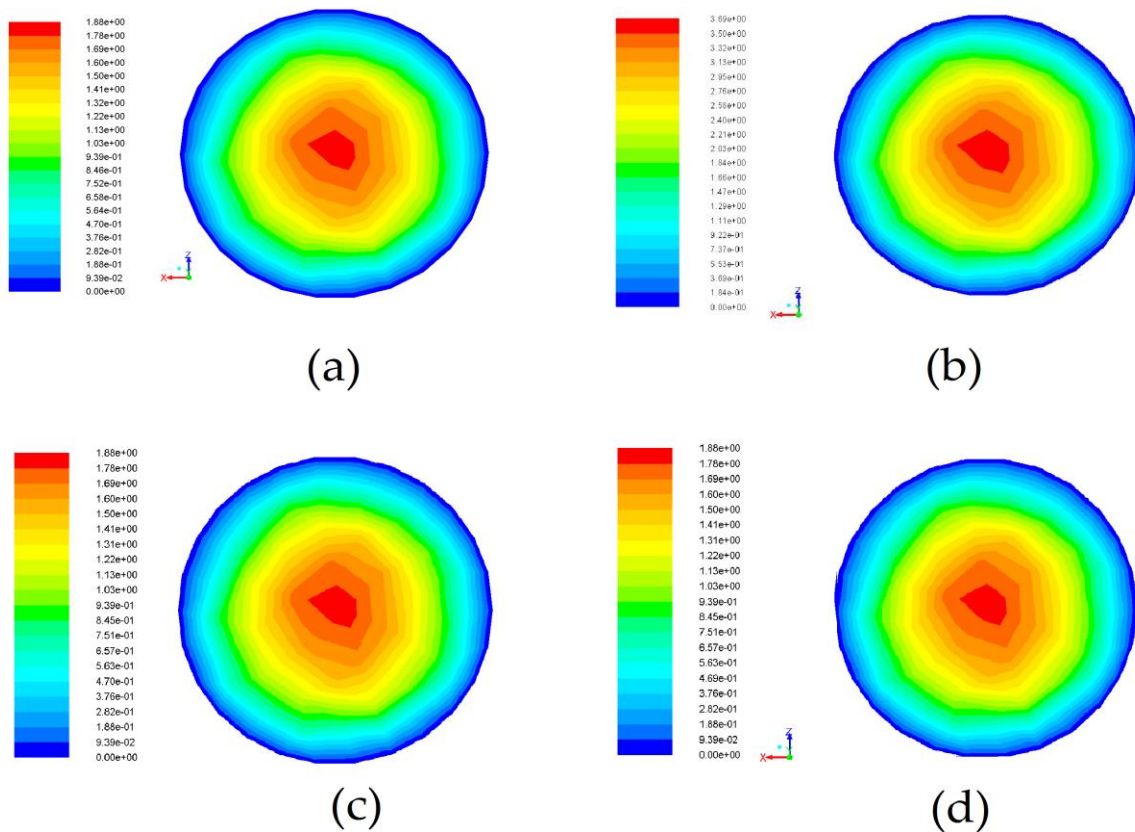 1.88e+00
1.78e+00
1.69e+00
1.60e+00
1.50e+00
1.41e+00
1.32e+00
1.22e+00
1.13e+00
1.03e+00
9.39e-01
8.46e-01
7.52e-01
6.58e-01
5.64e-01
4.70e-01
3.76e-01
2.82e-01
1.88e-01
9.39e-02
0.00e+00
Z
X
(a)
3.69e+00
3.50e+00
3.32e+00
3.13e+00
2.95e+00
2.76e+00
2.58e+00
2.40e+00
2.21e+00
2.03e+00
1.84e+00
1.66e+00
1.47e+00
1.29e+00
1.11e+00
9.22e-01
7.37e-01
5.53e-01
3.69e-01
1.84e-01
0.00e+00
Z
X
(b)
1.88e+00
1.78e+00
1.69e+00
1.60e+00
1.50e+00
1.41e+00
1.31e+00
1.22e+00
1.13e+00
1.03e+00
9.39e-01
8.45e-01
7.51e-01
6.57e-01
5.63e-01
4.70e-01
3.76e-01
2.82e-01
1.88e-01
9.39e-02
0.00e+00
(c)
1.88e+00
1.78e+00
1.69e+00
1.60e+00
1.50e+00
1.41e+00
1.31e+00
1.22e+00
1.13e+00
1.03e+00
9.39e-01
8.45e-01
7.51e-01
6.57e-01
5.63e-01
4.69e-01
3.76e-01
2.82e-01
1.88e-01
9.39e-02
0.00e+00
Z
X
(d)